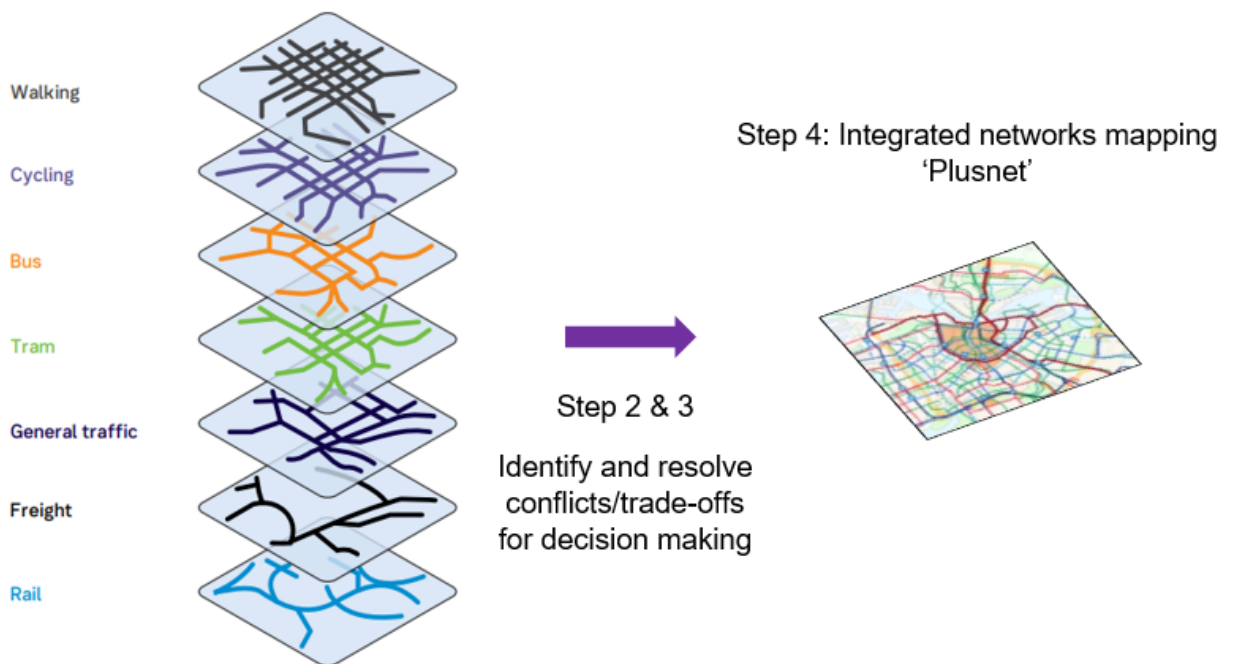 Walking
Cycling
Bus
Tram
General traffic
Freight
Rail
Step 2 & 3
Identify and resolve
conflicts/trade-offs
for decision making
Step 4: Integrated networks mapping
‘Plusnet’